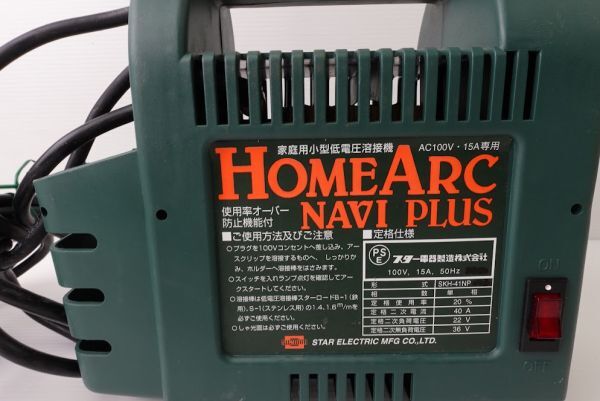 家庭用小型低電圧溶接機
AC100V・15A専用
HOMEARC
NAVI PLUS
使用率オーバー
防止機能付
■ご使用方法及びご注意
○プラグを100Vコンセントへ差し込み、アー
スクリップを溶接するものへ、しっかりか
み、ホルダーへ溶接棒をはさみます。
○スイッチを入れランプ点灯を確認してアー
クスタートしてください。
○溶接棒は低電圧溶接棒スターロードB-1(鉄
用)、S-1(ステンレス用)の1.4、1.6m/mを
必ずご使用ください。
○しゃ光面は必ずご使用ください。
■定格仕様
PSE スター電器製造株式会社
100V, 15A, 50Hz
形式 SKH-41NP
相数 単相
定格使用率 20 %
定格二次電流 40 A
定格二次負荷電圧 22 V
定格二次無負荷電圧 36 V
SUZUKID STAR ELECTRIC MFG CO.,LTD.
ON
OFF